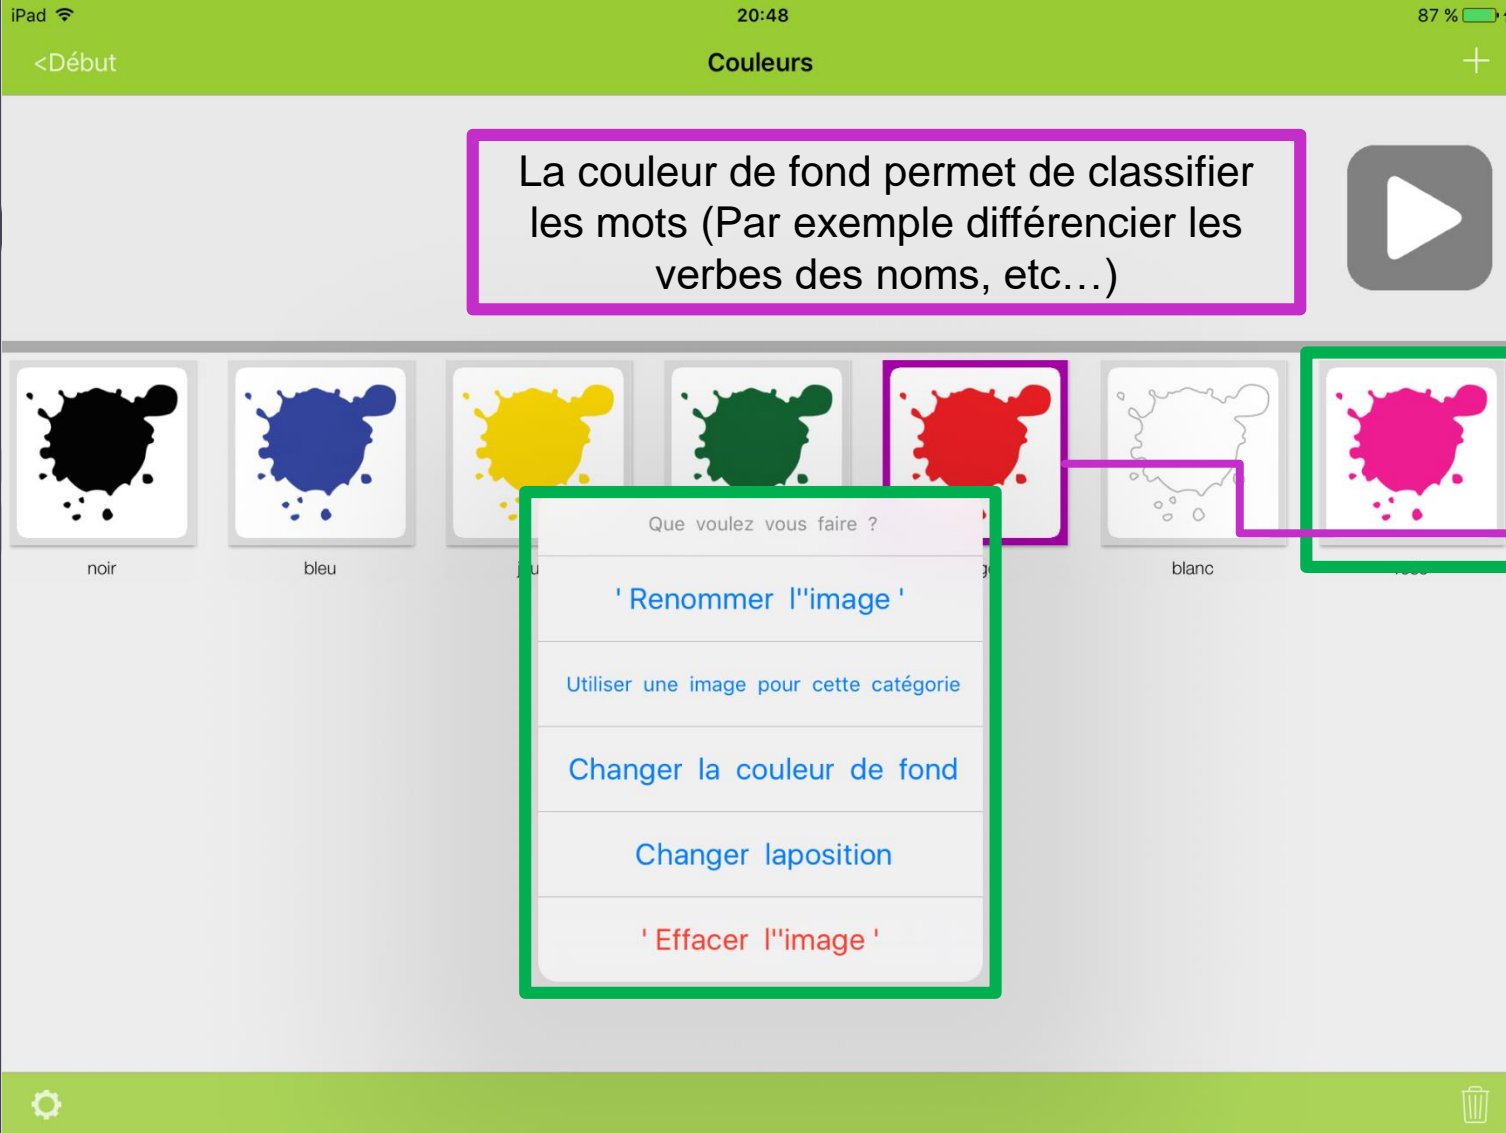 iPad
20:48
87 %
<Début
Couleurs
La couleur de fond permet de classifier
les mots (Par exemple différencier les
verbes des noms, etc…)
noir
bleu
blanc
Que voulez vous faire ?
' Renommer l''image '
Utiliser une image pour cette catégorie
Changer la couleur de fond
Changer laposition
' Effacer l''image '